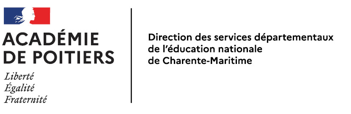 ACADÉMIE
DE POITIERS
Liberté
Égalité
Fraternité
Direction des services départementaux
de l'éducation nationale
de Charente-Maritime